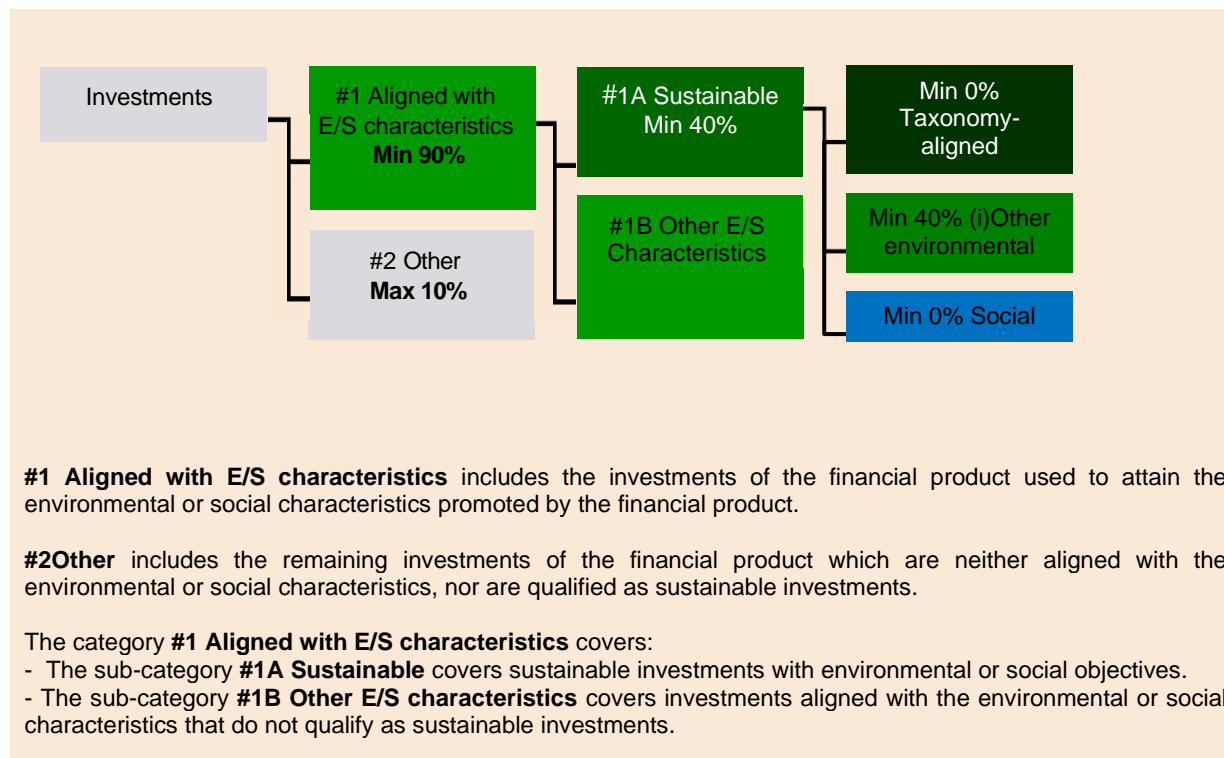 Investments
#1 Aligned with
E/S characteristics
Min 90%
#2 Other
Max 10%
#1A Sustainable
Min 40%
#1B Other E/S
Characteristics
Min 0%
Taxonomy-
aligned
Min 40% (i)Other
environmental
Min 0% Social
#1 Aligned with E/S characteristics includes the investments of the financial product used to attain the
environmental or social characteristics promoted by the financial product.
#2Other includes the remaining investments of the financial product which are neither aligned with the
environmental or social characteristics, nor are qualified as sustainable investments.
The category #1 Aligned with E/S characteristics covers:
- The sub-category #1A Sustainable covers sustainable investments with environmental or social objectives.
- The sub-category #1B Other E/S characteristics covers investments aligned with the environmental or social
characteristics that do not qualify as sustainable investments.